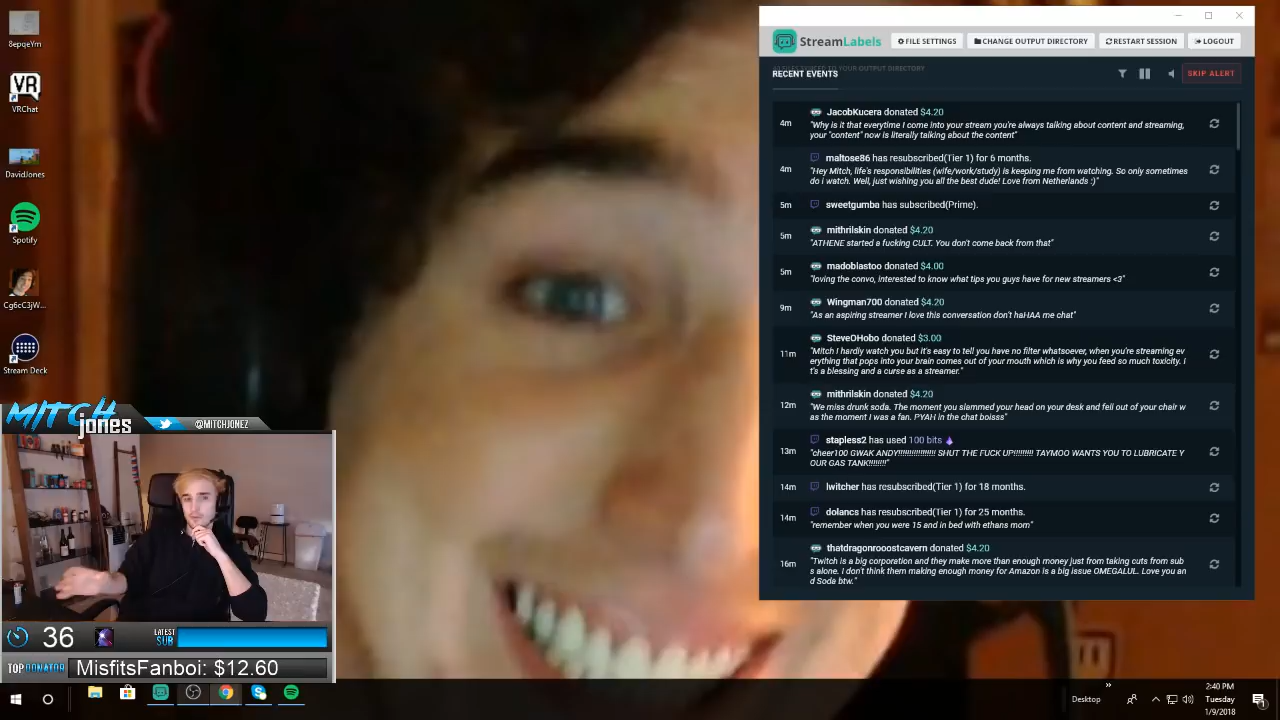 8epqeYm
VR
VRChat
DavidJones
Spotify
Cg6cC3jW...
Stream Deck
StreamLabels
FILE SETTINGS
CHANGE OUTPUT DIRECTORY
RESTART SESSION
LOGOUT
RECENT EVENTS
SKIP ALERT
4m
JacobKucera donated $4.20
"Why is it that everytime I come into your stream you're always talking about content and streaming,
your "content" now is literally talking about the content"
4m
maltose86 has resubscribed(Tier 1) for 6 months.
"Hey Mitch, life's responsibilities (wife/work/study) is keeping me from watching. So only sometimes
do i watch. Well, just wishing you all the best dude! Love from Netherlands :)"
5m
sweetgumba has subscribed(Prime).
5m
mithrilskin donated $4.20
"ATHENE started a fucking CULT. You don't come back from that"
5m
madoblastoo donated $4.00
"loving the convo, interested to know what tips you guys have for new streamers <3"
9m
Wingman700 donated $4.20
"As an aspiring streamer I love this conversation don't haHAA me chat"
11m
SteveOHobo donated $3.00
"Mitch I hardly watch you but it's easy to tell you have no filter whatsoever, when you're streaming ev
erything that pops into your brain comes out of your mouth which is why you feed so much toxicity. I
t's a blessing and a curse as a streamer."
12m
mithrilskin donated $4.20
"We miss drunk soda. The moment you slammed your head on your desk and fell out of your chair w
as the moment I was a fan. PYAH in the chat boisss"
13m
stapless2 has used 100 bits
"cheer100 GWAK ANDY!!!!!!!!!!!!!!!! SHUT THE FUCK UP!!!!!!!!! TAYMOO WANTS YOU TO LUBRICATE Y
OUR GAS TANK!!!!!!!!"
14m
lwitcher has resubscribed(Tier 1) for 18 months.
14m
dolancs has resubscribed(Tier 1) for 25 months.
"remember when you were 15 and in bed with ethans mom"
16m
thatdragonrooostcavern donated $4.20
"Twitch is a big corporation and they make more than enough money just from taking cuts from sub
s alone. I don't think them making enough money for Amazon is a big issue OMEGALUL. Love you an
d Soda btw."
MITCH
jones
@MITCHJONEZ
36
LATEST
SUB
TOP DONATOR
MisfitsFanboi: $12.60
Desktop
2:40 PM
Tuesday
1/9/2018